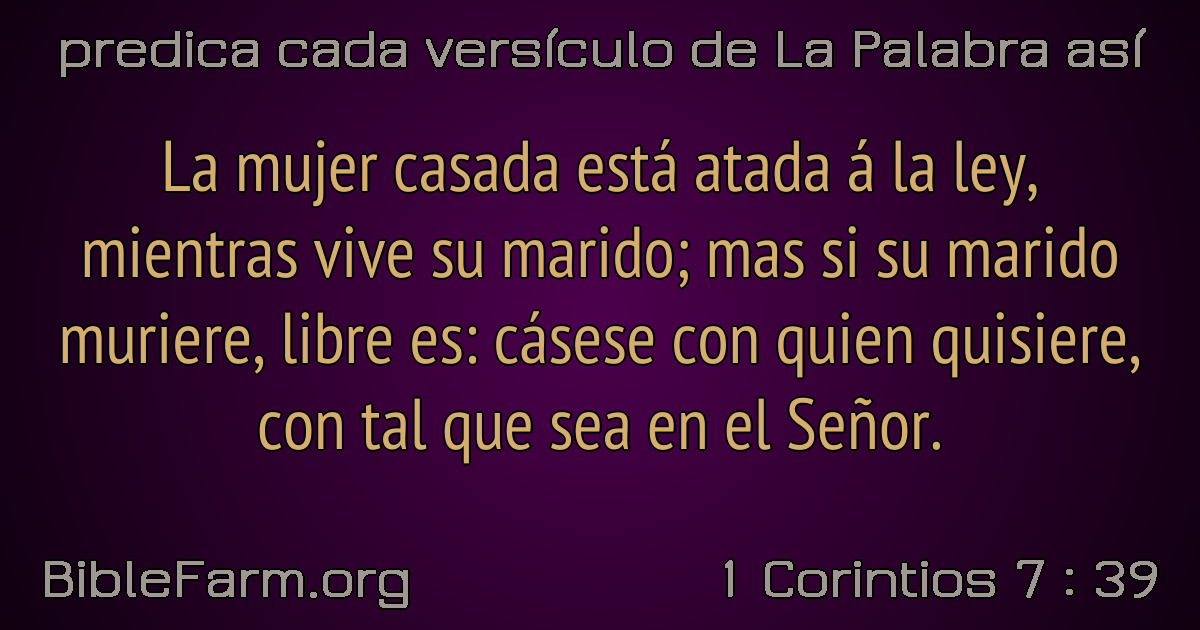 predica cada versículo de La Palabra así
La mujer casada está atada á la ley,
mientras vive su marido; mas si su marido
muriere, libre es: cásese con quien quisiere,
con tal que sea en el Señor.
BibleFarm.org
1 Corintios 7 : 39